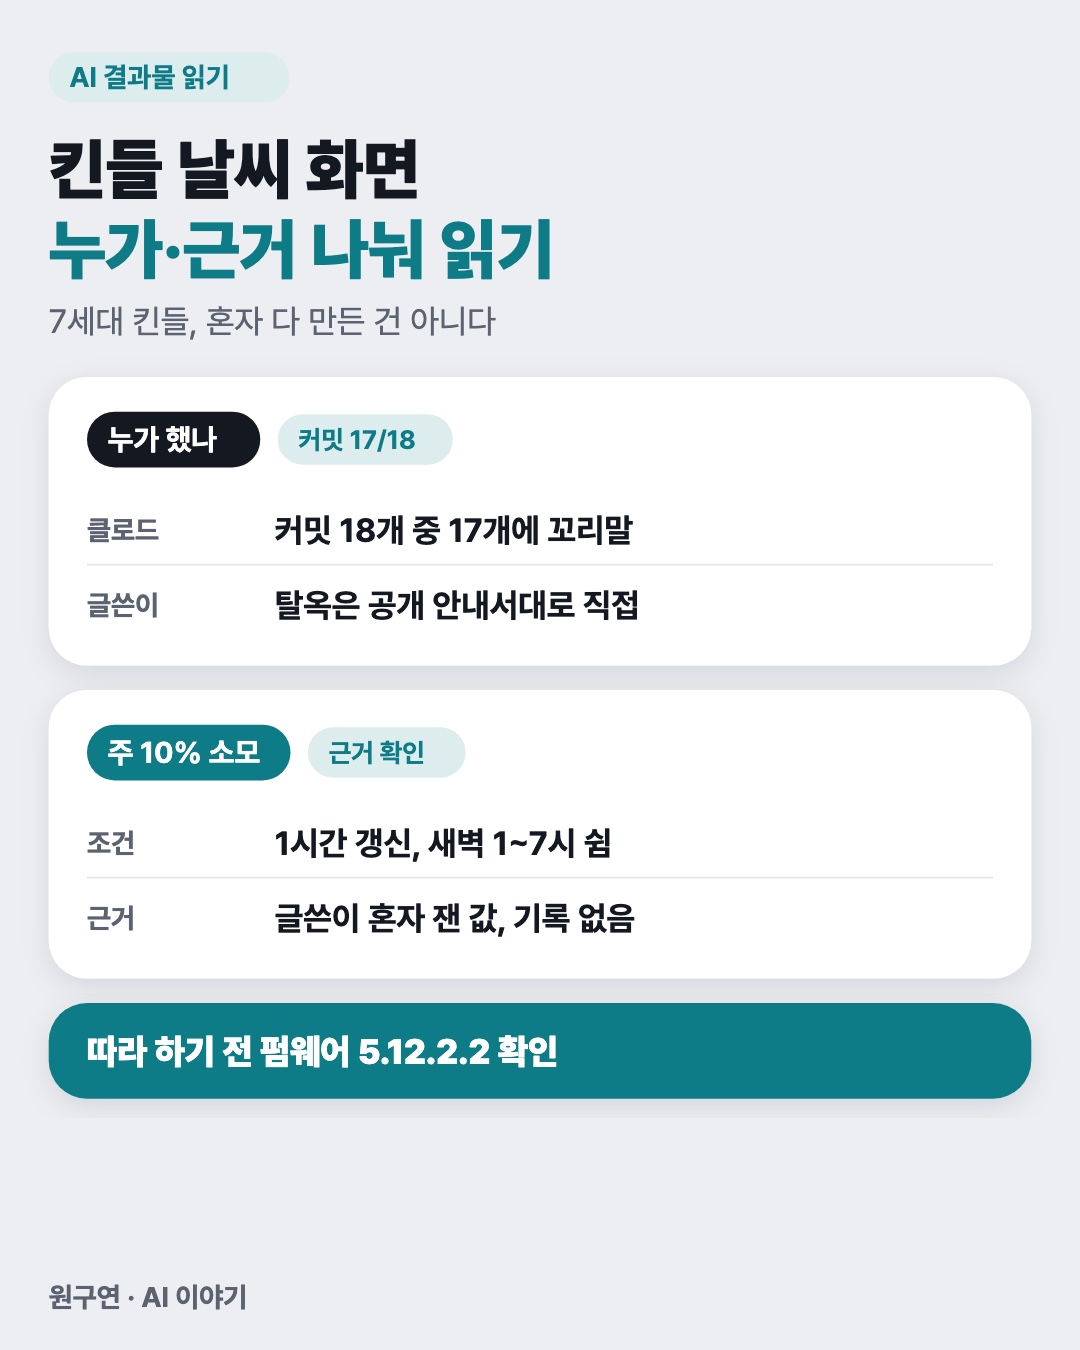 AI 결과물 읽기
킨들 날씨 화면
누가·근거 나눠 읽기
7세대 킨들, 혼자 다 만든 건 아니다
누가 했나 커밋 17/18
클로드 커밋 18개 중 17개에 꼬리말
글쓴이 탈옥은 공개 안내서대로 직접
주 10% 소모 근거 확인
조건 1시간 갱신, 새벽 1~7시 쉼
근거 글쓴이 혼자 잰 값, 기록 없음
따라 하기 전 펌웨어 5.12.2.2 확인
원구연 · AI 이야기